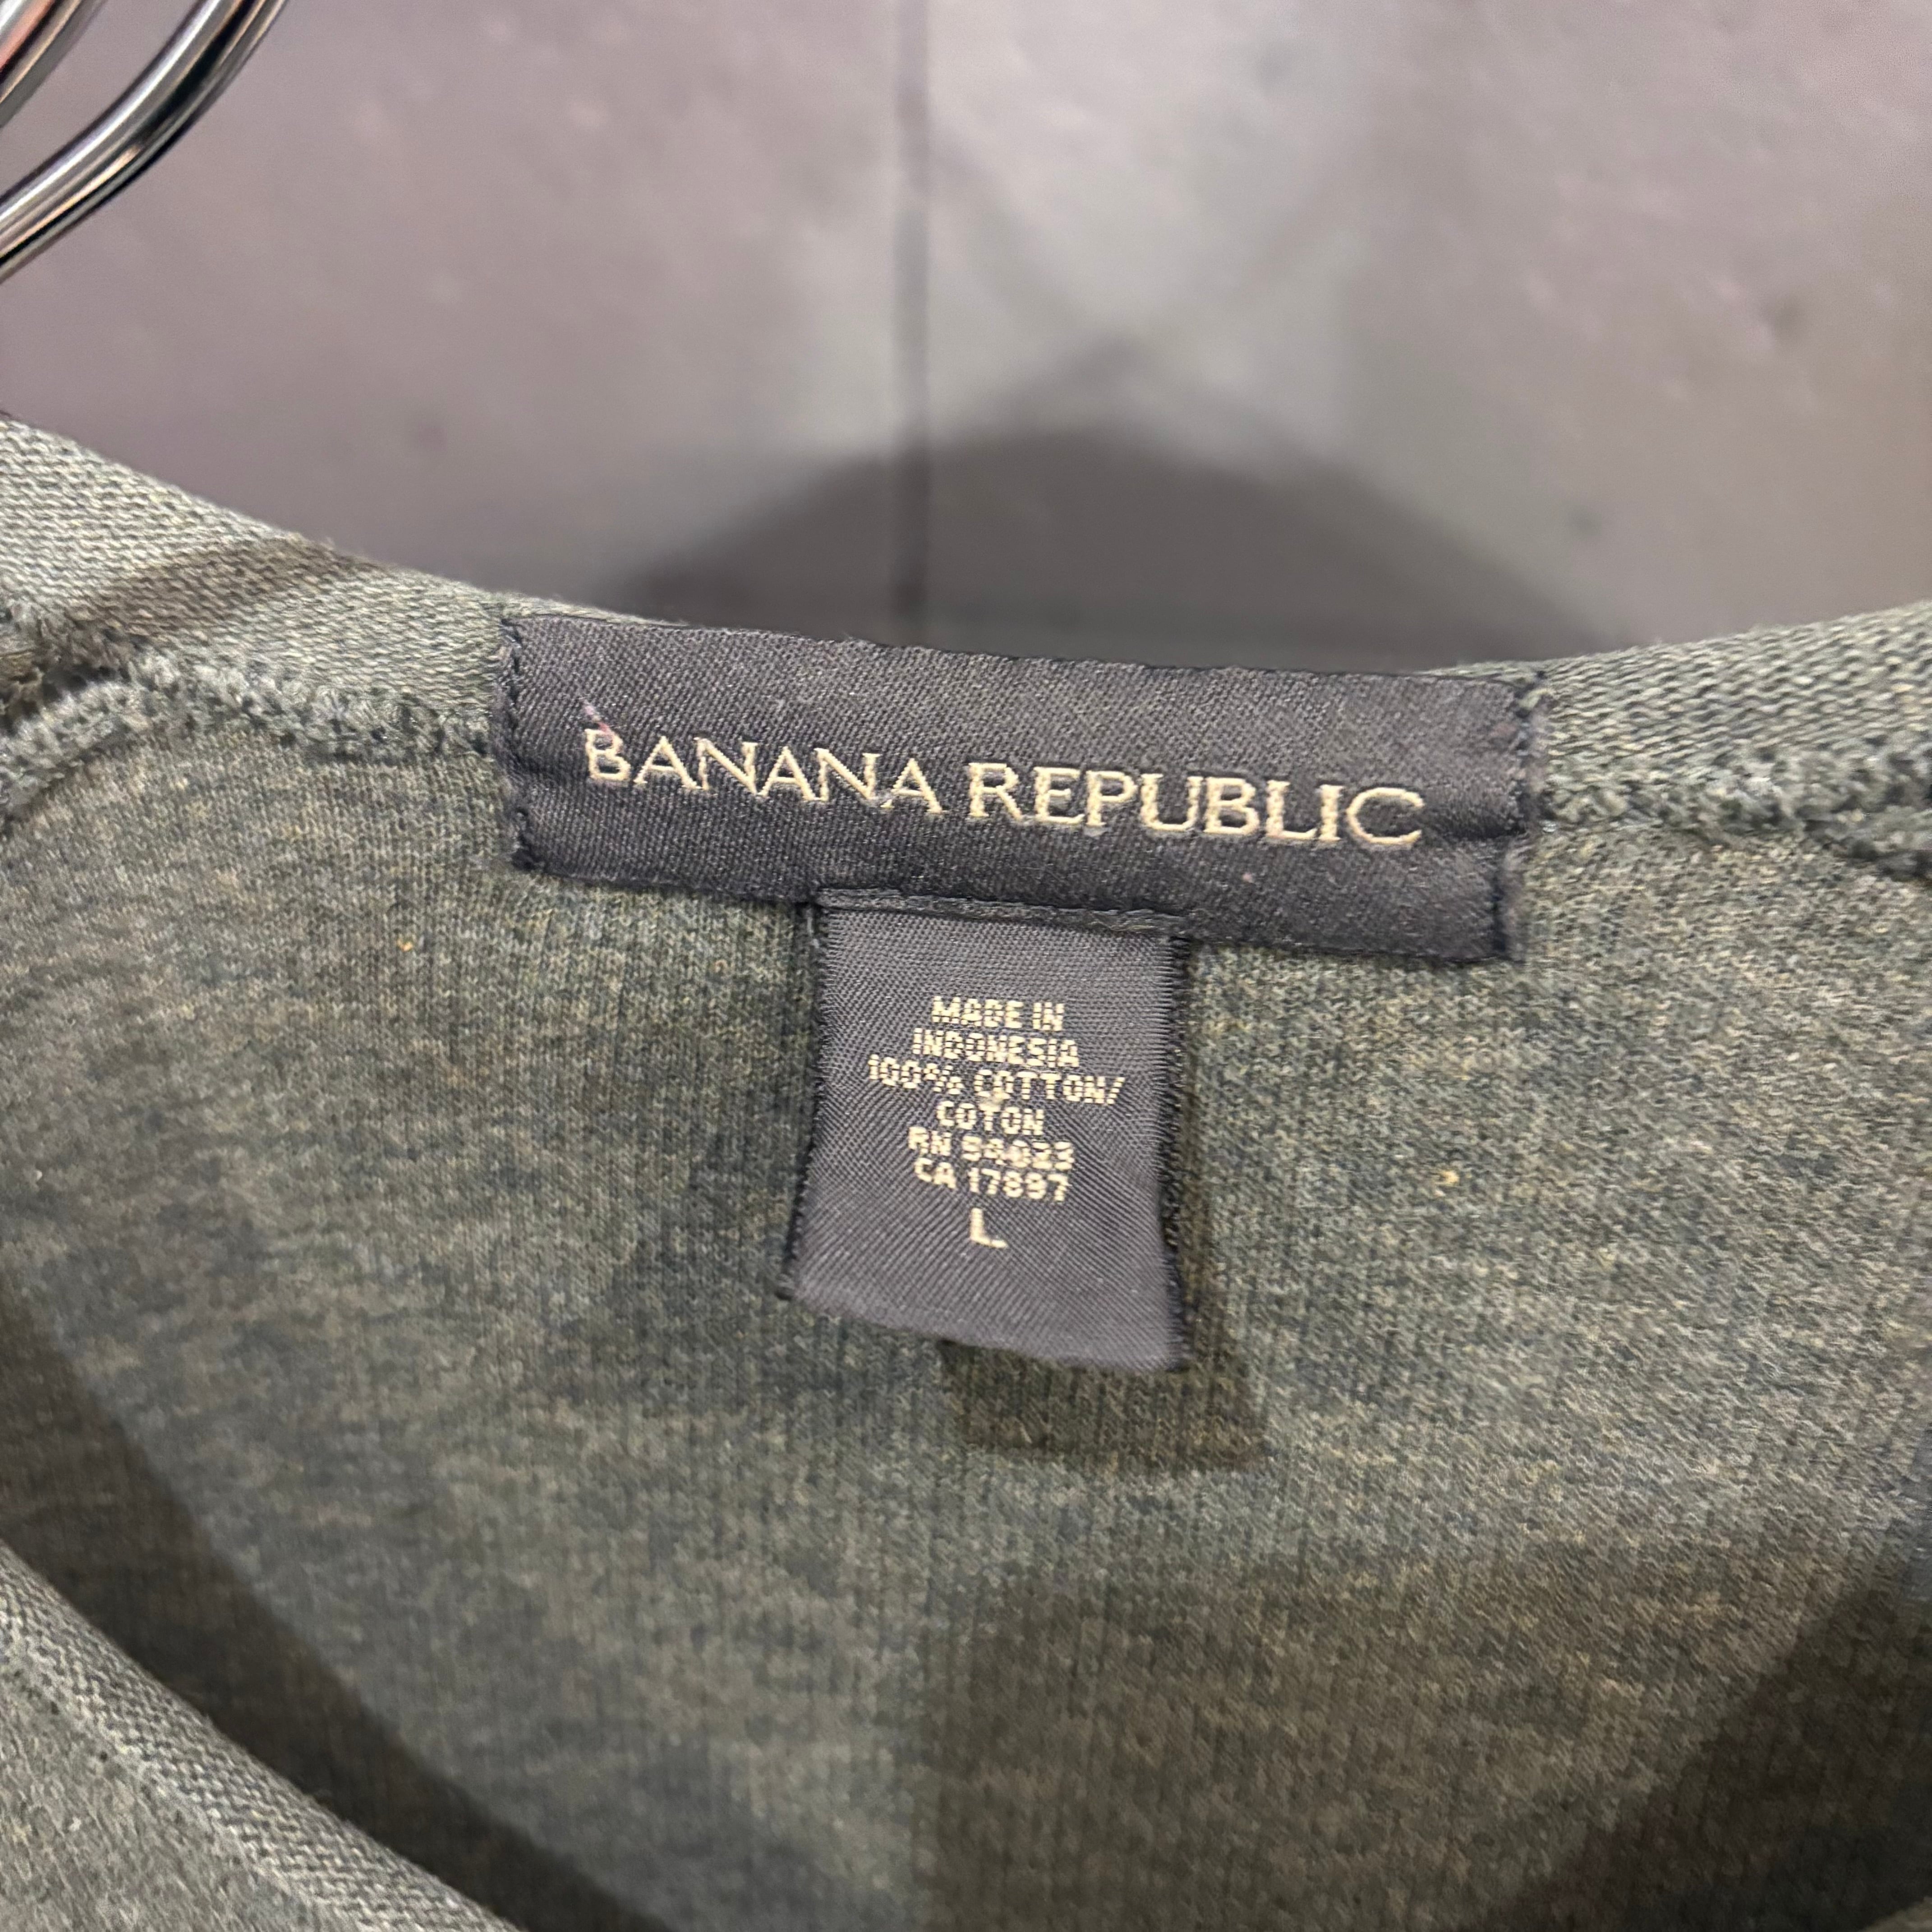 BANANA REPUBLIC
MADE IN
INDONESIA
100% COTTON/
COTON
RN 54023
CA 17897
L